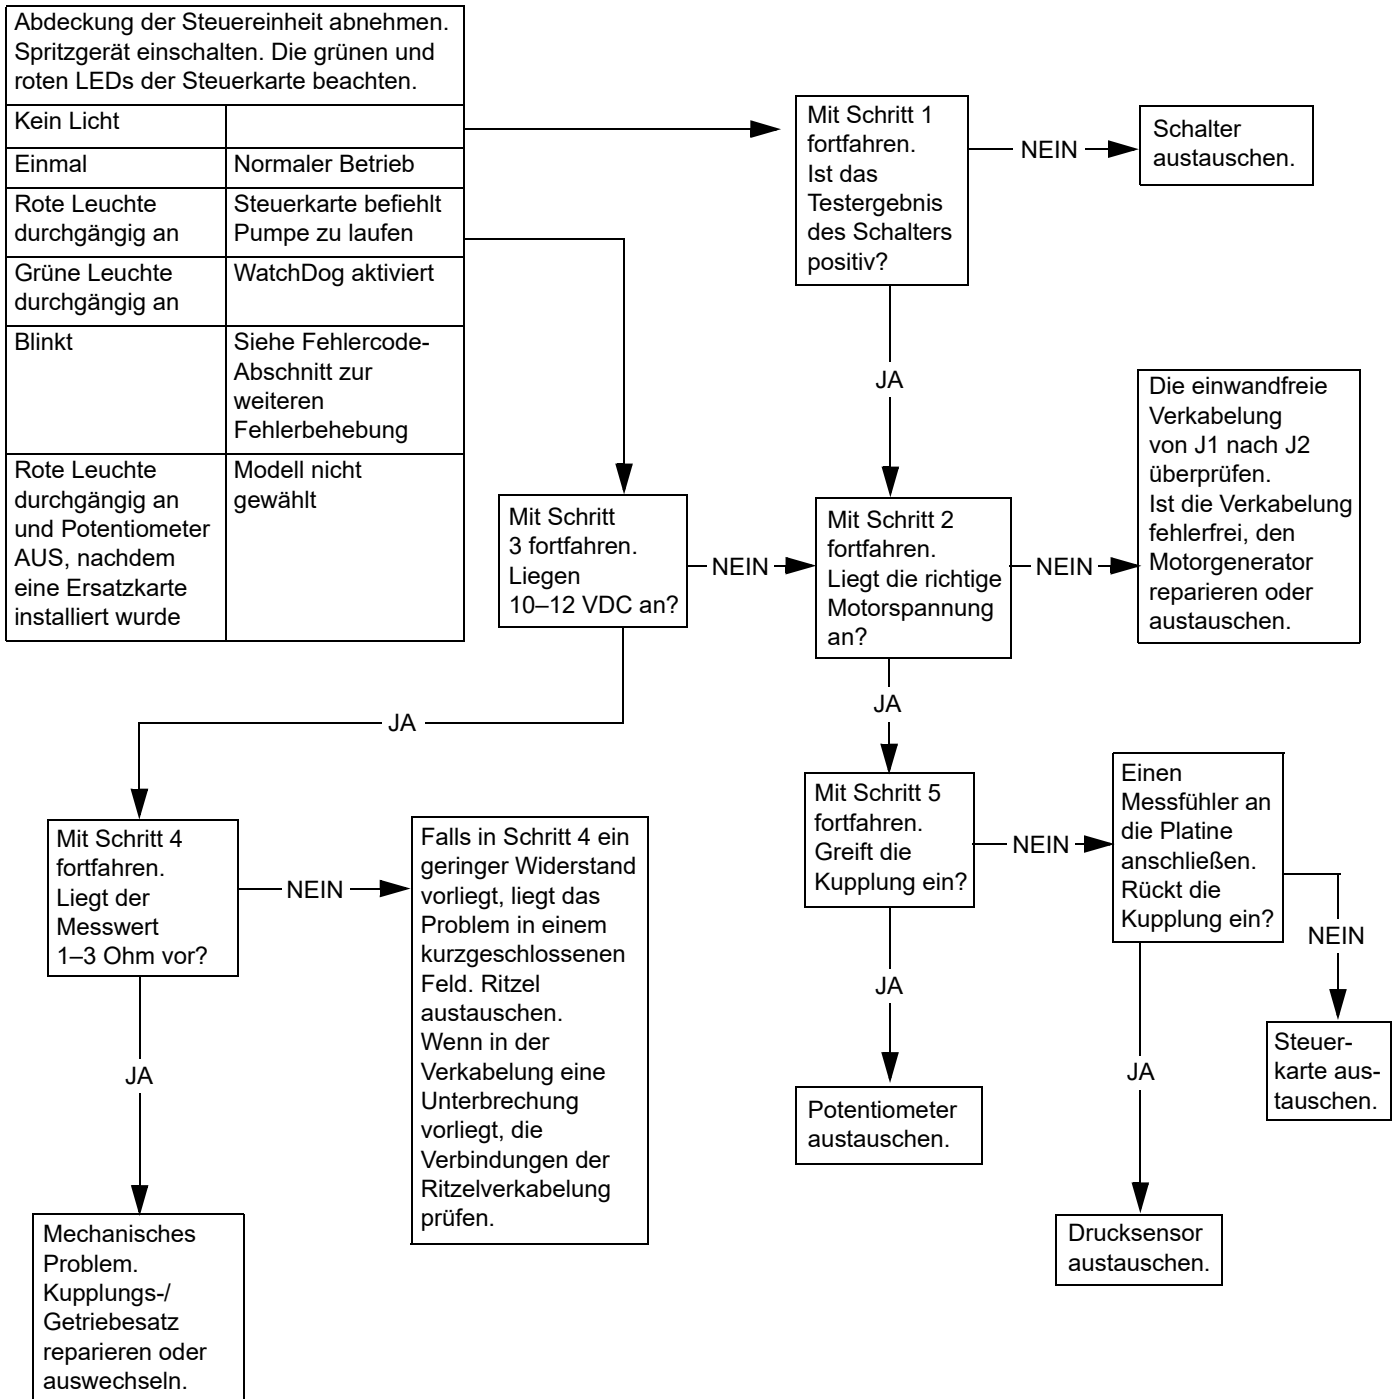 Abdeckung der Steuereinheit abnehmen.
Spritzgerät einschalten. Die grünen und
roten LEDs der Steuerkarte beachten.
Kein Licht
Einmal
Normaler Betrieb
Rote Leuchte
durchgängig an
Steuerkarte befiehlt
Pumpe zu laufen
Grüne Leuchte
durchgängig an
WatchDog aktiviert
Blinkt
Siehe Fehlercode-
Abschnitt zur
weiteren
Fehlerbehebung
Rote Leuchte
durchgängig an
und Potentiometer
AUS, nachdem
eine Ersatzkarte
installiert wurde
Modell nicht
gewählt
Mit Schritt 1
fortfahren.
Ist das
Testergebnis
des Schalters
positiv?
NEIN
Schalter
austauschen.
JA
Mit Schritt
3 fortfahren.
Liegen
10–12 VDC an?
NEIN
Mit Schritt 2
fortfahren.
Liegt die richtige
Motorspannung
an?
NEIN
Die einwandfreie
Verkabelung
von J1 nach J2
überprüfen.
Ist die Verkabelung
fehlerfrei, den
Motorgenerator
reparieren oder
austauschen.
JA
JA
Mit Schritt 4
fortfahren.
Liegt der
Messwert
1–3 Ohm vor?
NEIN
Falls in Schritt 4 ein
geringer Widerstand
vorliegt, liegt das
Problem in einem
kurzgeschlossenen
Feld. Ritzel
austauschen.
Wenn in der
Verkabelung eine
Unterbrechung
vorliegt, die
Verbindungen der
Ritzelverkabelung
prüfen.
Mit Schritt 5
fortfahren.
Greift die
Kupplung ein?
NEIN
Einen
Messfühler an
die Platine
anschließen.
Rückt die
Kupplung ein?
NEIN
Steuer-
karte aus-
tauschen.
JA
JA
JA
Potentiometer
austauschen.
Drucksensor
austauschen.
Mechanisches
Problem.
Kupplungs-/
Getriebesatz
reparieren oder
auswechseln.